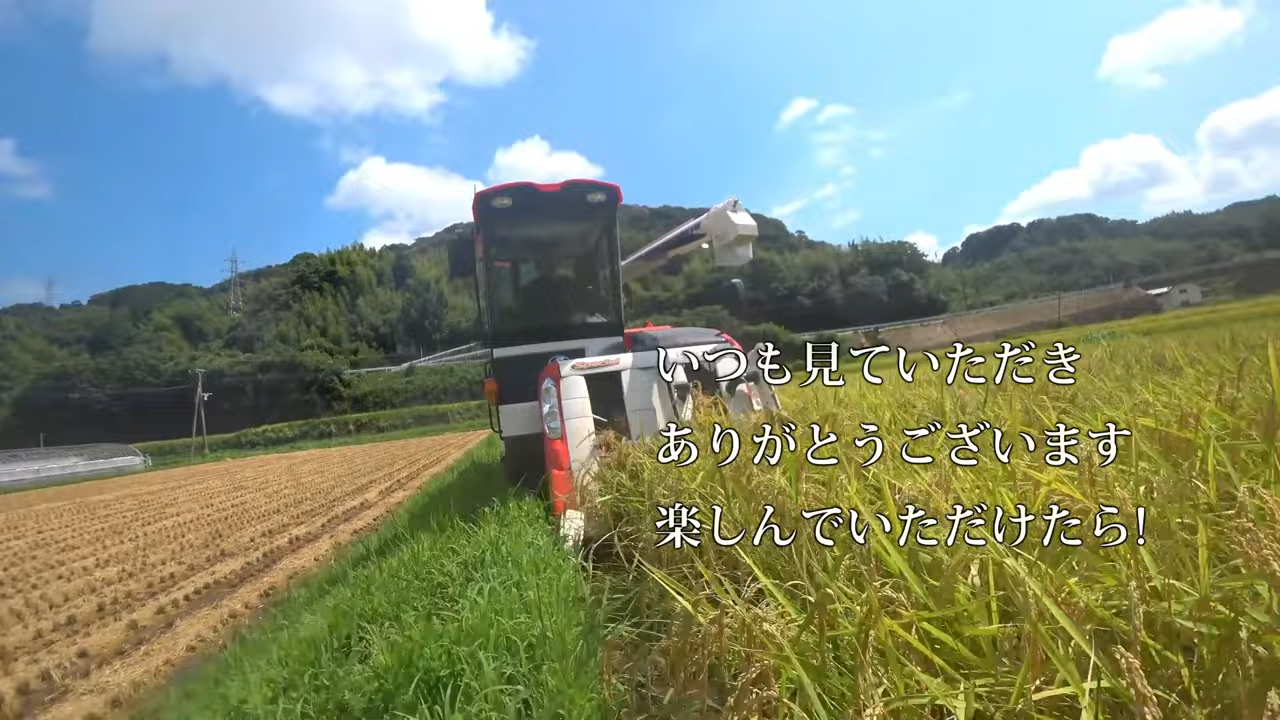 いつも見ていただき
ありがとうございます
楽しんでいただけたら!